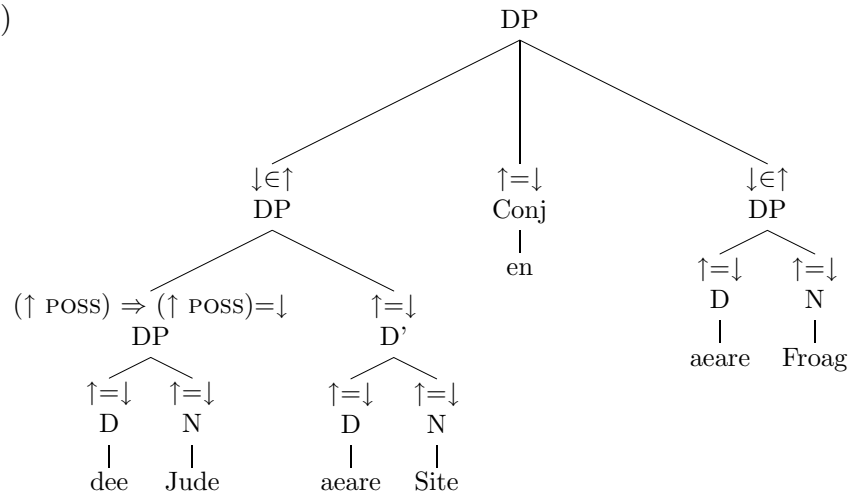 )
DP
↓∈↑ ↑=↓ ↓∈↑
DP Conj DP
en
↑=↓ ↑=↓
D N
(↑ POSS) ⇒ (↑ POSS)=↓ ↑=↓
DP D’
aeare Froag
↑=↓ ↑=↓ ↑=↓ ↑=↓
D N D N
dee Jude aeare Site